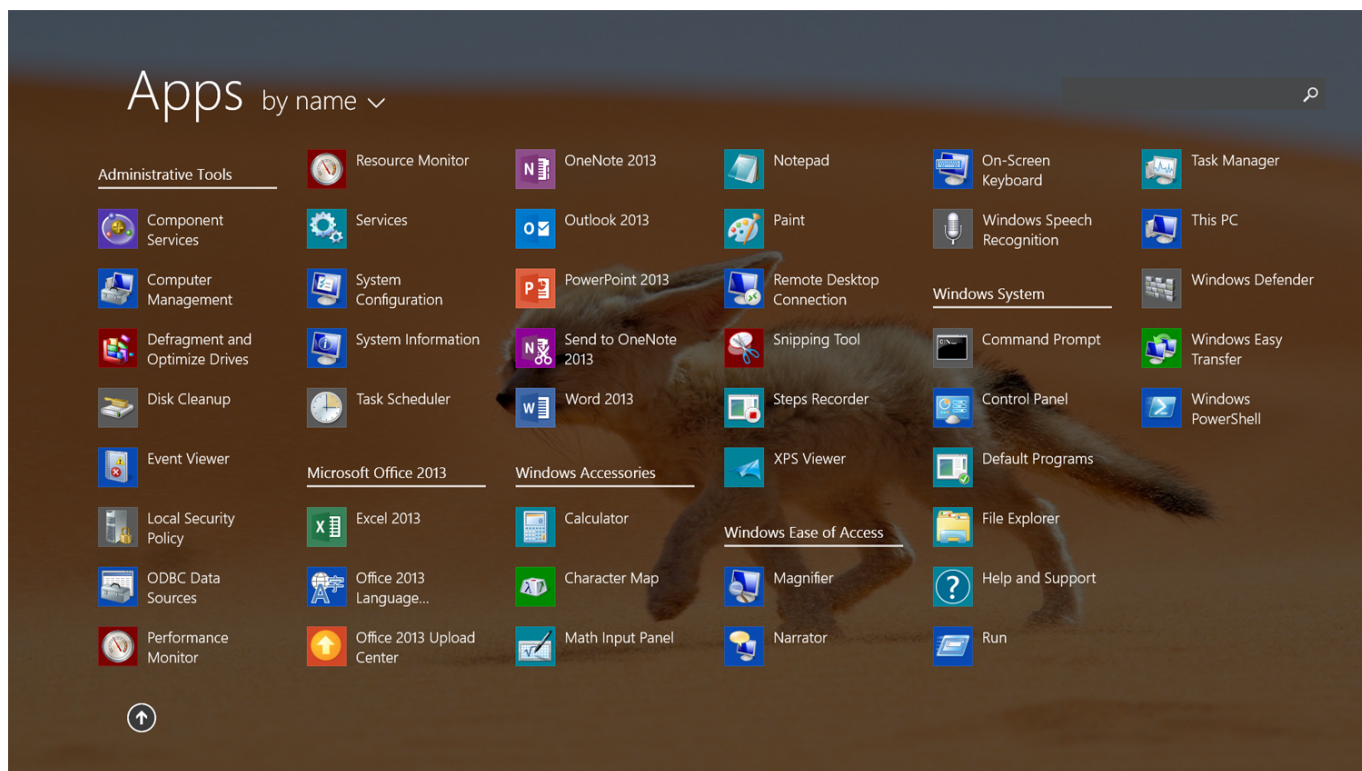 Apps by name
Administrative Tools
Component
Services
Computer
Management
Defragment and
Optimize Drives
Disk Cleanup
Event Viewer
Local Security
Policy
ODBC Data
Sources
Performance
Monitor
Resource Monitor
Services
System
Configuration
System Information
Task Scheduler
Microsoft Office 2013
Excel 2013
Office 2013
Language...
Office 2013 Upload
Center
OneNote 2013
Outlook 2013
PowerPoint 2013
Send to OneNote
2013
Word 2013
Windows Accessories
Calculator
Character Map
Math Input Panel
Notepad
Paint
Remote Desktop
Connection
Snipping Tool
Steps Recorder
XPS Viewer
Windows Ease of Access
Magnifier
Narrator
On-Screen
Keyboard
Windows Speech
Recognition
Windows System
Command Prompt
Control Panel
Default Programs
File Explorer
Help and Support
Run
Task Manager
This PC
Windows Defender
Windows Easy
Transfer
Windows
PowerShell